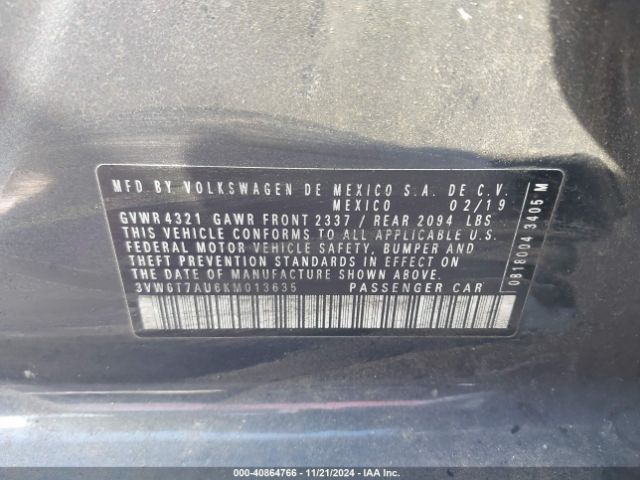 MFD BY VOLKSWAGEN DE MEXICO S.A. DE C.V.
MEXICO 02/19
GVWR 4321 GAWR FRONT 2337 / REAR 2094 LBS
THIS VEHICLE CONFORMS TO ALL APPLICABLE U.S.
FEDERAL MOTOR VEHICLE SAFETY, BUMPER AND
THEFT PREVENTION STANDARDS IN EFFECT ON
THE DATE OF MANUFACTURE SHOWN ABOVE.
3VW6T7AU6KM013635 PASSENGER CAR
0818004 3405 M
000-40864766 - 11/21/2024 - IAA Inc.